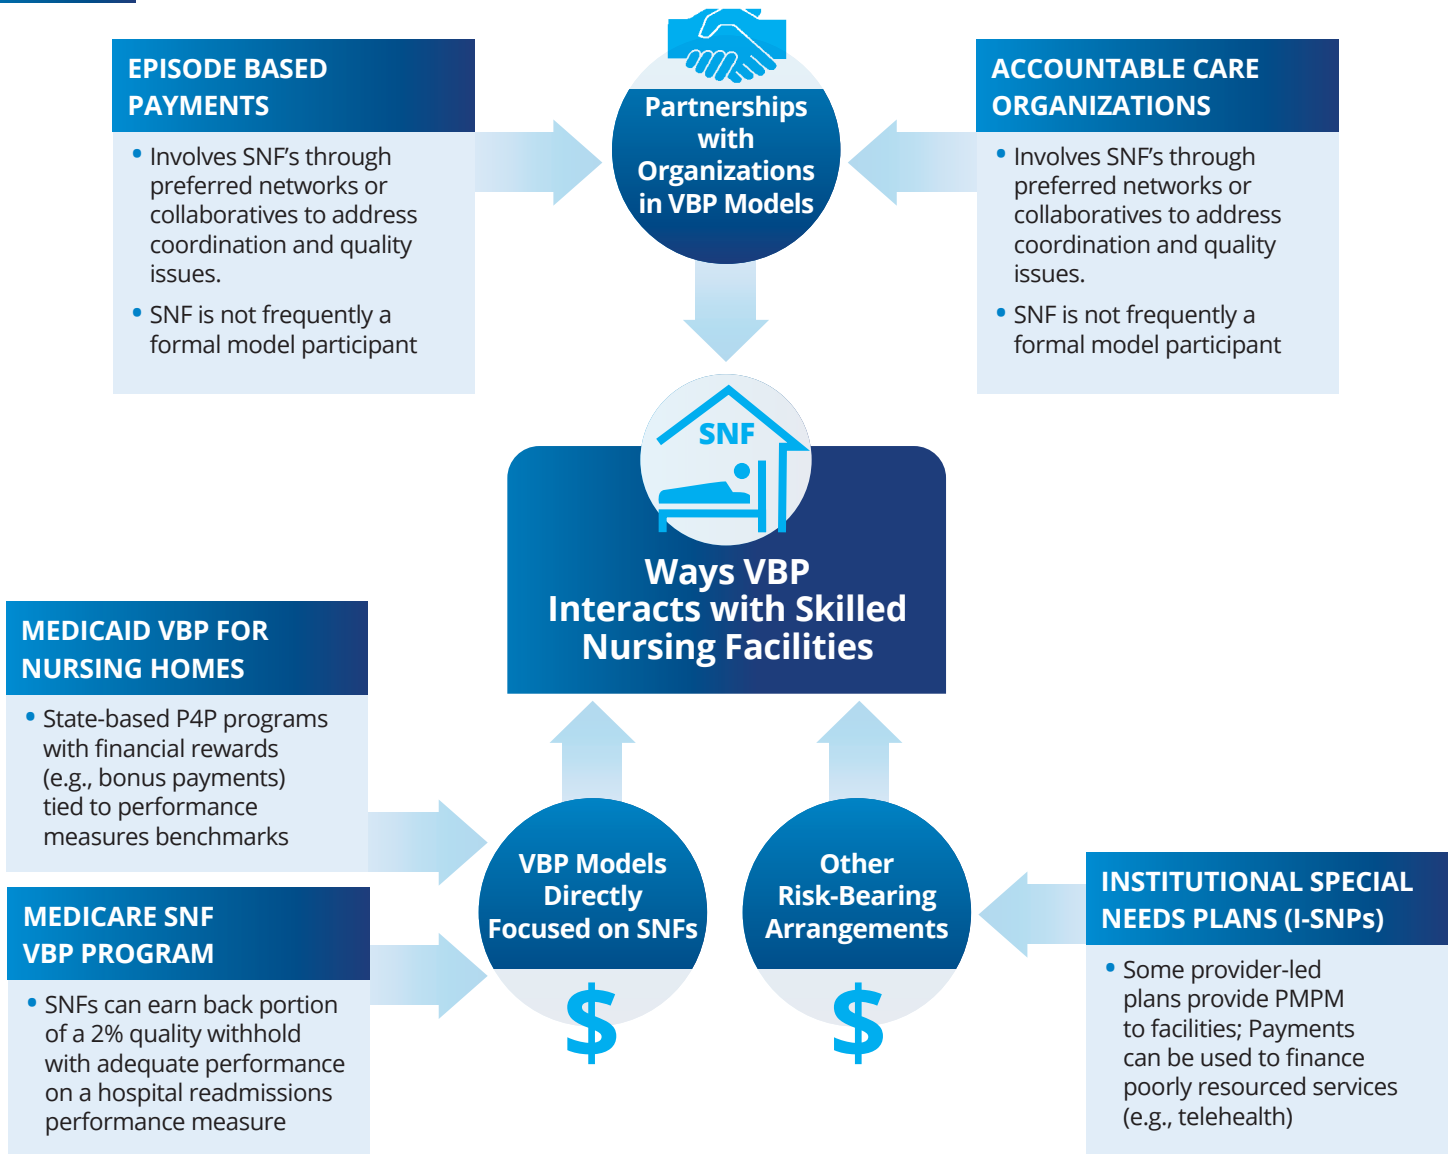 EPISODE BASED
PAYMENTS
• Involves SNF’s through
preferred networks or
collaboratives to address
coordination and quality
issues.
• SNF is not frequently a
formal model participant
Partnerships
with
Organizations
in VBP Models
ACCOUNTABLE CARE
ORGANIZATIONS
• Involves SNF’s through
preferred networks or
collaboratives to address
coordination and quality
issues.
• SNF is not frequently a
formal model participant
SNF
Ways VBP
Interacts with Skilled
Nursing Facilities
MEDICAID VBP FOR
NURSING HOMES
• State-based P4P programs
with financial rewards
(e.g., bonus payments)
tied to performance
measures benchmarks
MEDICARE SNF
VBP PROGRAM
• SNFs can earn back portion
of a 2% quality withhold
with adequate performance
on a hospital readmissions
performance measure
VBP Models
Directly
Focused on SNFs
$
Other
Risk-Bearing
Arrangements
$
INSTITUTIONAL SPECIAL
NEEDS PLANS (I-SNPs)
• Some provider-led
plans provide PMPM
to facilities; Payments
can be used to finance
poorly resourced services
(e.g., telehealth)